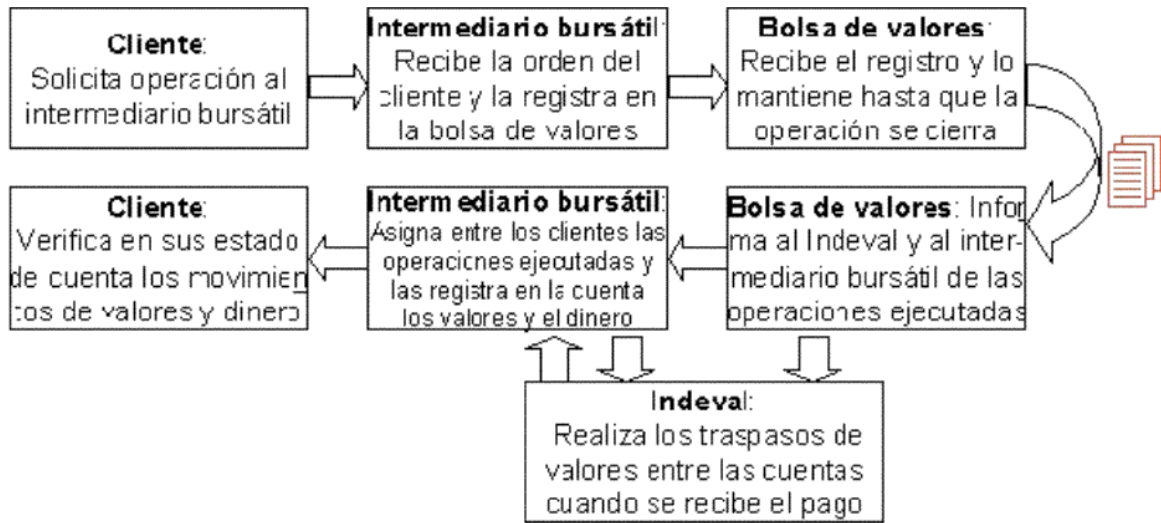 Cliente:
Solicita operación al
intermediario bursátil
Intermediario bursátil:
Recibe la orden del
cliente y la registra en
la bolsa de valores
Bolsa de valores:
Recibe el registro y lo
mantiene hasta que la
operación se cierra
Bolsa de valores: Infor
ma al Indeval y al inter-
mediario bursátil de las
operaciones ejecutadas
Intermediario bursátil:
Asigna entre los clientes las
operaciones ejecutadas y
las registra en la cuenta
los valores y el dinero
Cliente:
Verifica en sus estado
de cuenta los movimien
tos de valores y dinero
Indeval:
Realiza los traspasos de
valores entre las cuentas
cuando se recibe el pago